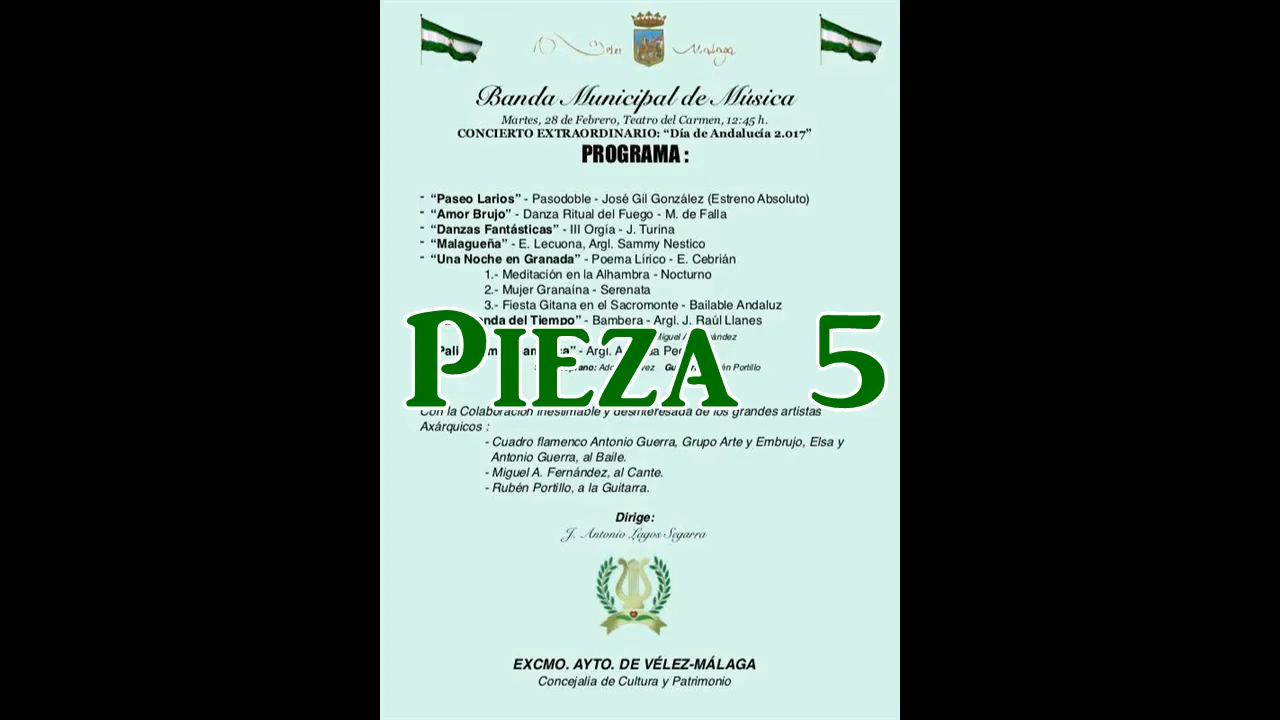 Vélez Málaga
Banda Municipal de Música
Martes, 28 de Febrero, Teatro del Carmen, 12:45 h.
CONCIERTO EXTRAORDINARIO: “Día de Andalucía 2.017”
PROGRAMA :
- “Paseo Larios” - Pasodoble - José Gil González (Estreno Absoluto)
- “Amor Brujo” - Danza Ritual del Fuego - M. de Falla
- “Danzas Fantásticas” - III Orgía - J. Turina
- “Malagueña” - E. Lecuona, Argl. Sammy Nestico
- “Una Noche en Granada” - Poema Lírico - E. Cebrián
1.- Meditación en la Alhambra - Nocturno
2.- Mujer Granaína - Serenata
3.- Fiesta Gitana en el Sacromonte - Bailable Andaluz
del Tiempo” - Bambera - Argl. J. Raúl Llanes
Pieza 5
- Argl.
Portillo
Con la Colaboración inestimable y desinteresada de los grandes artistas
Axárquicos :
- Cuadro flamenco Antonio Guerra, Grupo Arte y Embrujo, Elsa y
Antonio Guerra, al Baile.
- Miguel A. Fernández, al Cante.
- Rubén Portillo, a la Guitarra.
Dirige:
J. Antonio Lagos Segarra
EXCMO. AYTO. DE VÉLEZ-MÁLAGA
Concejalía de Cultura y Patrimonio